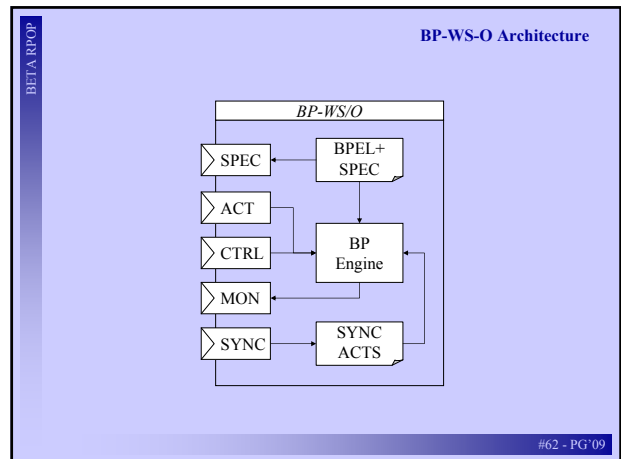 BETA RPOP
BP-WS-O Architecture
BP-WS/O
SPEC
BPEL+
SPEC
ACT
CTRL
BP
Engine
MON
SYNC
SYNC
ACTS
#62 - PG'09